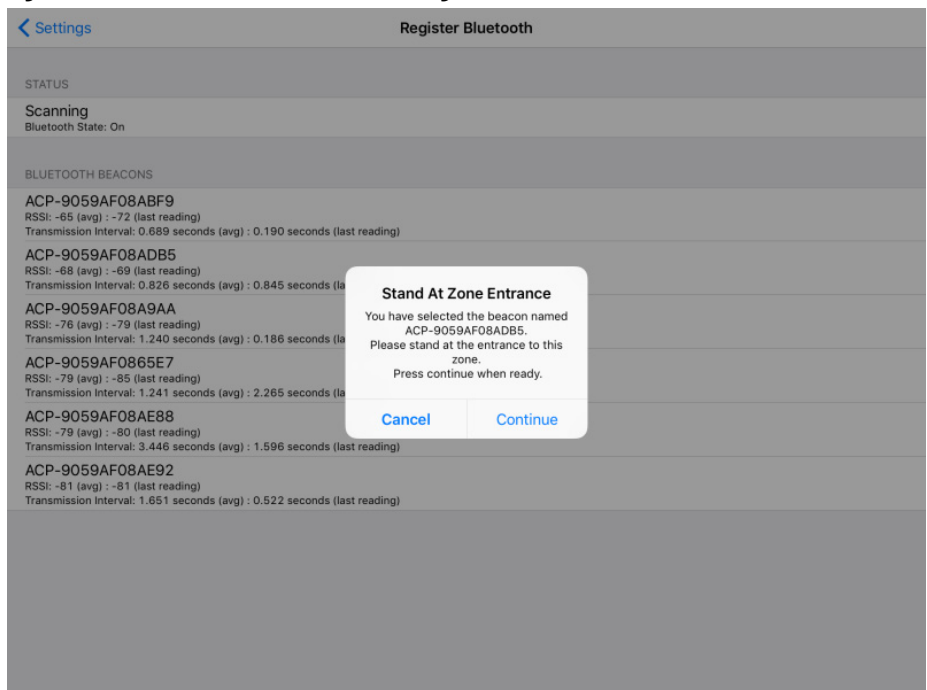 Settings
Register Bluetooth
STATUS
Scanning
Bluetooth State: On
BLUETOOTH BEACONS
ACP-9059AF08ABF9
RSSI: -65 (avg) : -72 (last reading)
Transmission Interval: 0.689 seconds (avg) : 0.190 seconds (last reading)
ACP-9059AF08ADB5
RSSI: -68 (avg) : -69 (last reading)
Transmission Interval: 0.826 seconds (avg) : 0.845 seconds (la
ACP-9059AF08A9AA
RSSI: -76 (avg) : -79 (last reading)
Transmission Interval: 1.240 seconds (avg) : 0.186 seconds (la
ACP-9059AF0865E7
RSSI: -79 (avg) : -85 (last reading)
Transmission Interval: 1.241 seconds (avg) : 2.265 seconds (la
ACP-9059AF08AE88
RSSI: -79 (avg) : -80 (last reading)
Transmission Interval: 3.446 seconds (avg) : 1.596 seconds (last reading)
ACP-9059AF08AE92
RSSI: -81 (avg) : -81 (last reading)
Transmission Interval: 1.651 seconds (avg) : 0.522 seconds (last reading)
Stand At Zone Entrance
You have selected the beacon named
ACP-9059AF08ADB5.
Please stand at the entrance to this
zone.
Press continue when ready.
Cancel
Continue